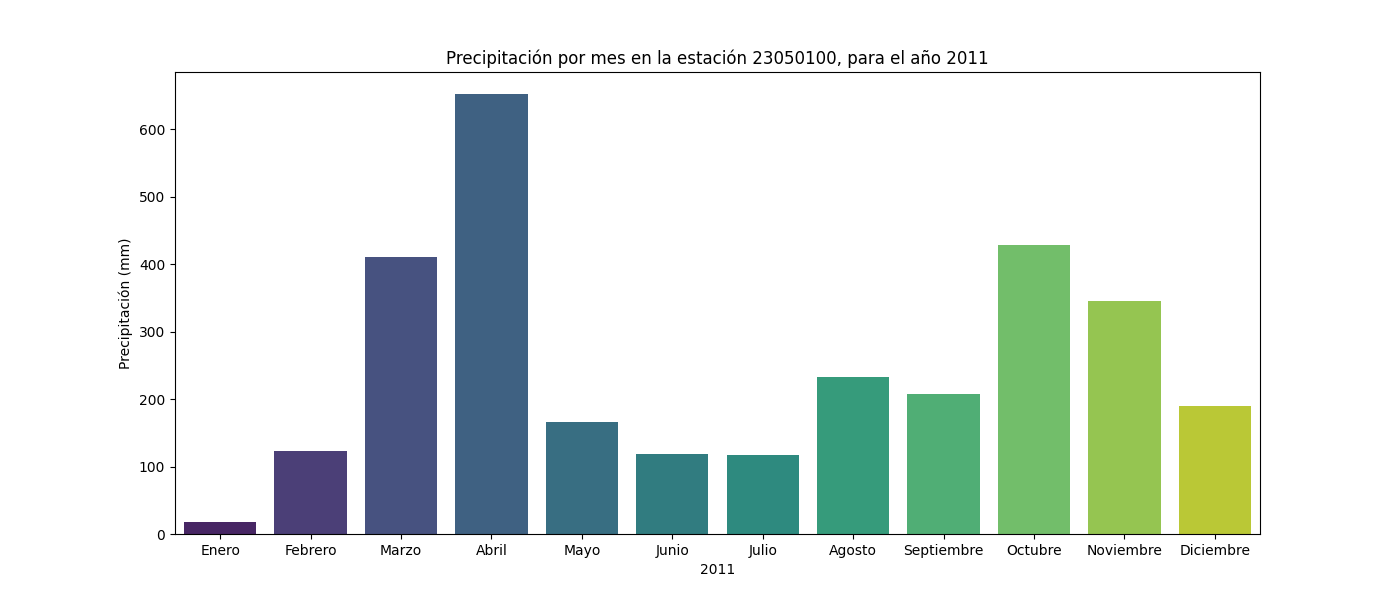 Precipitación por mes en la estación 23050100, para el año 2011
Precipitación (mm)
600
500
400
300
200
100
0
Enero Febrero Marzo Abril Mayo Junio Julio Agosto Septiembre Octubre Noviembre Diciembre
2011